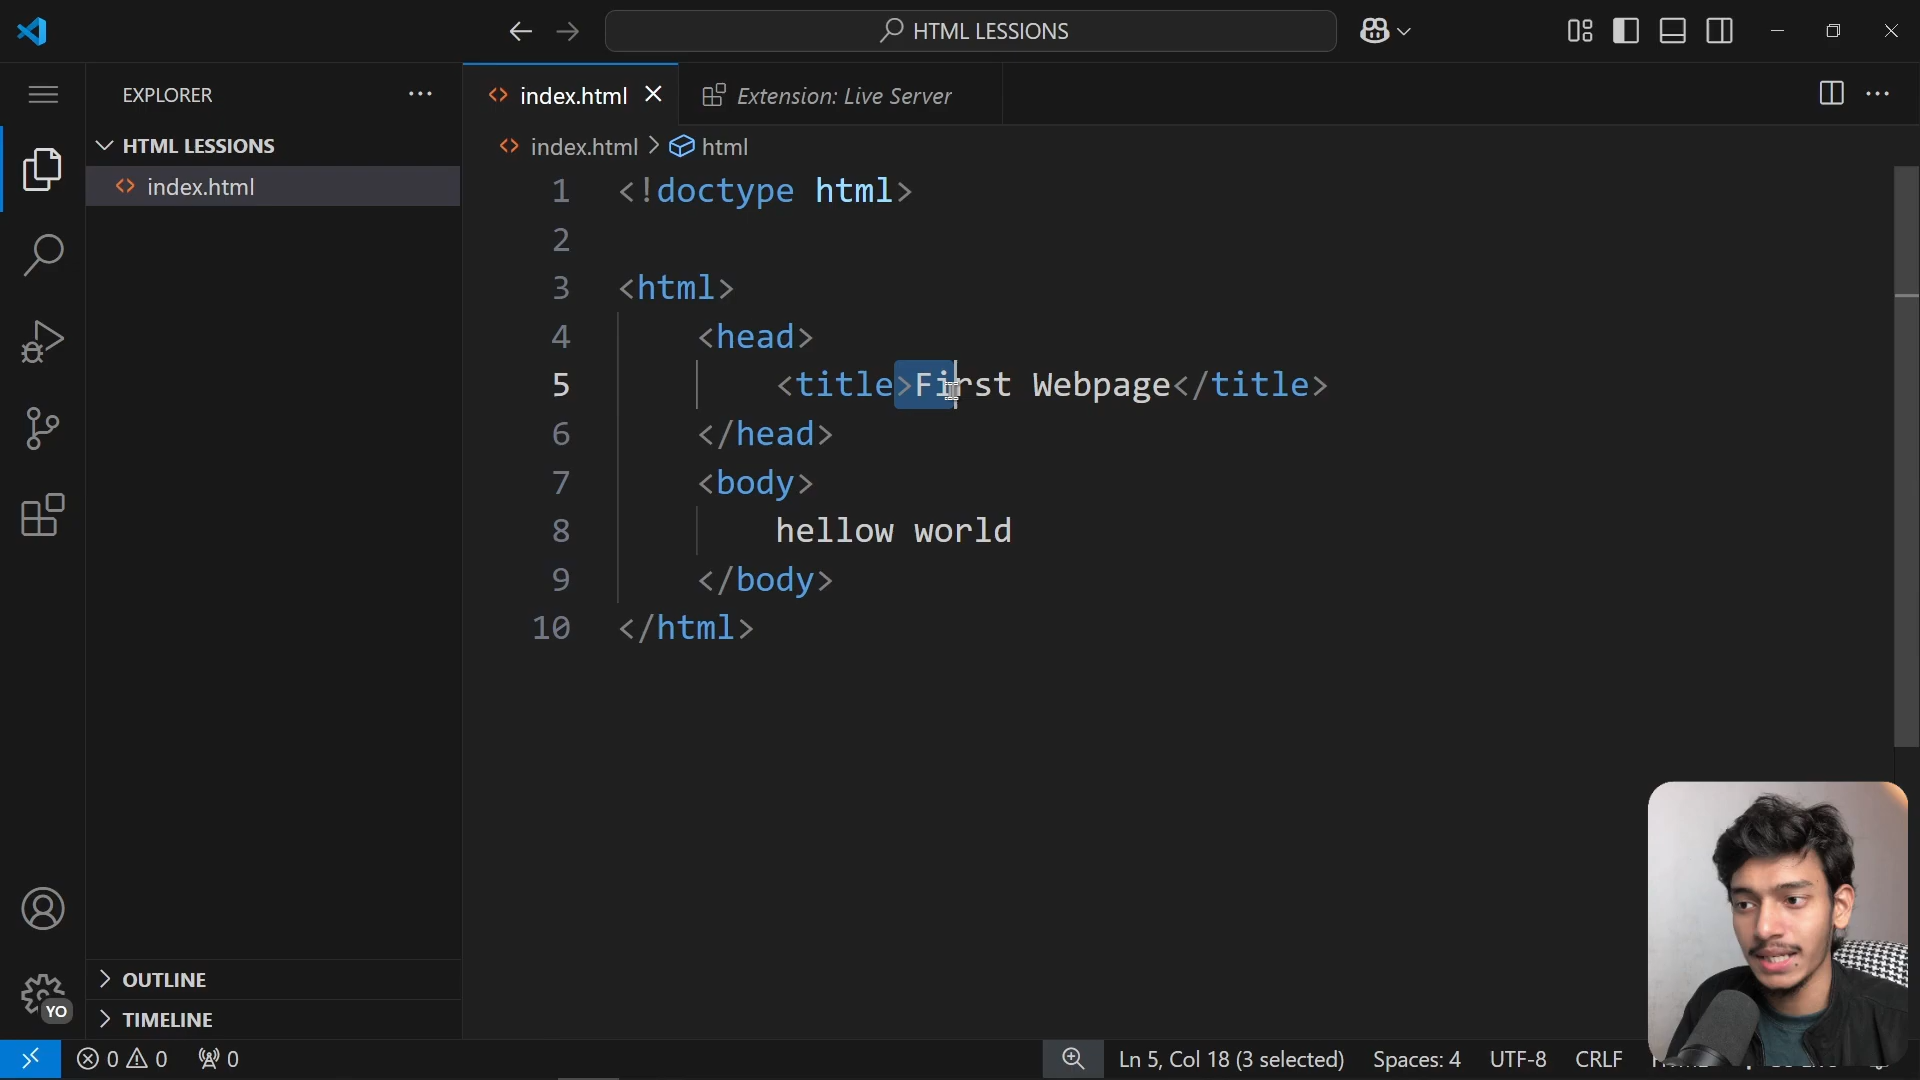 HTML LESSIONS
EXPLORER
index.html
Extension: Live Server
HTML LESSIONS
index.html
index.html > html
1 <!doctype html>
2
3 <html>
4 <head>
5 <title>First Webpage</title>
6 </head>
7 <body>
8 hellow world
9 </body>
10 </html>
OUTLINE
TIMELINE
YO
0 0 0
Ln 5, Col 18 (3 selected) Spaces: 4 UTF-8 CRLF